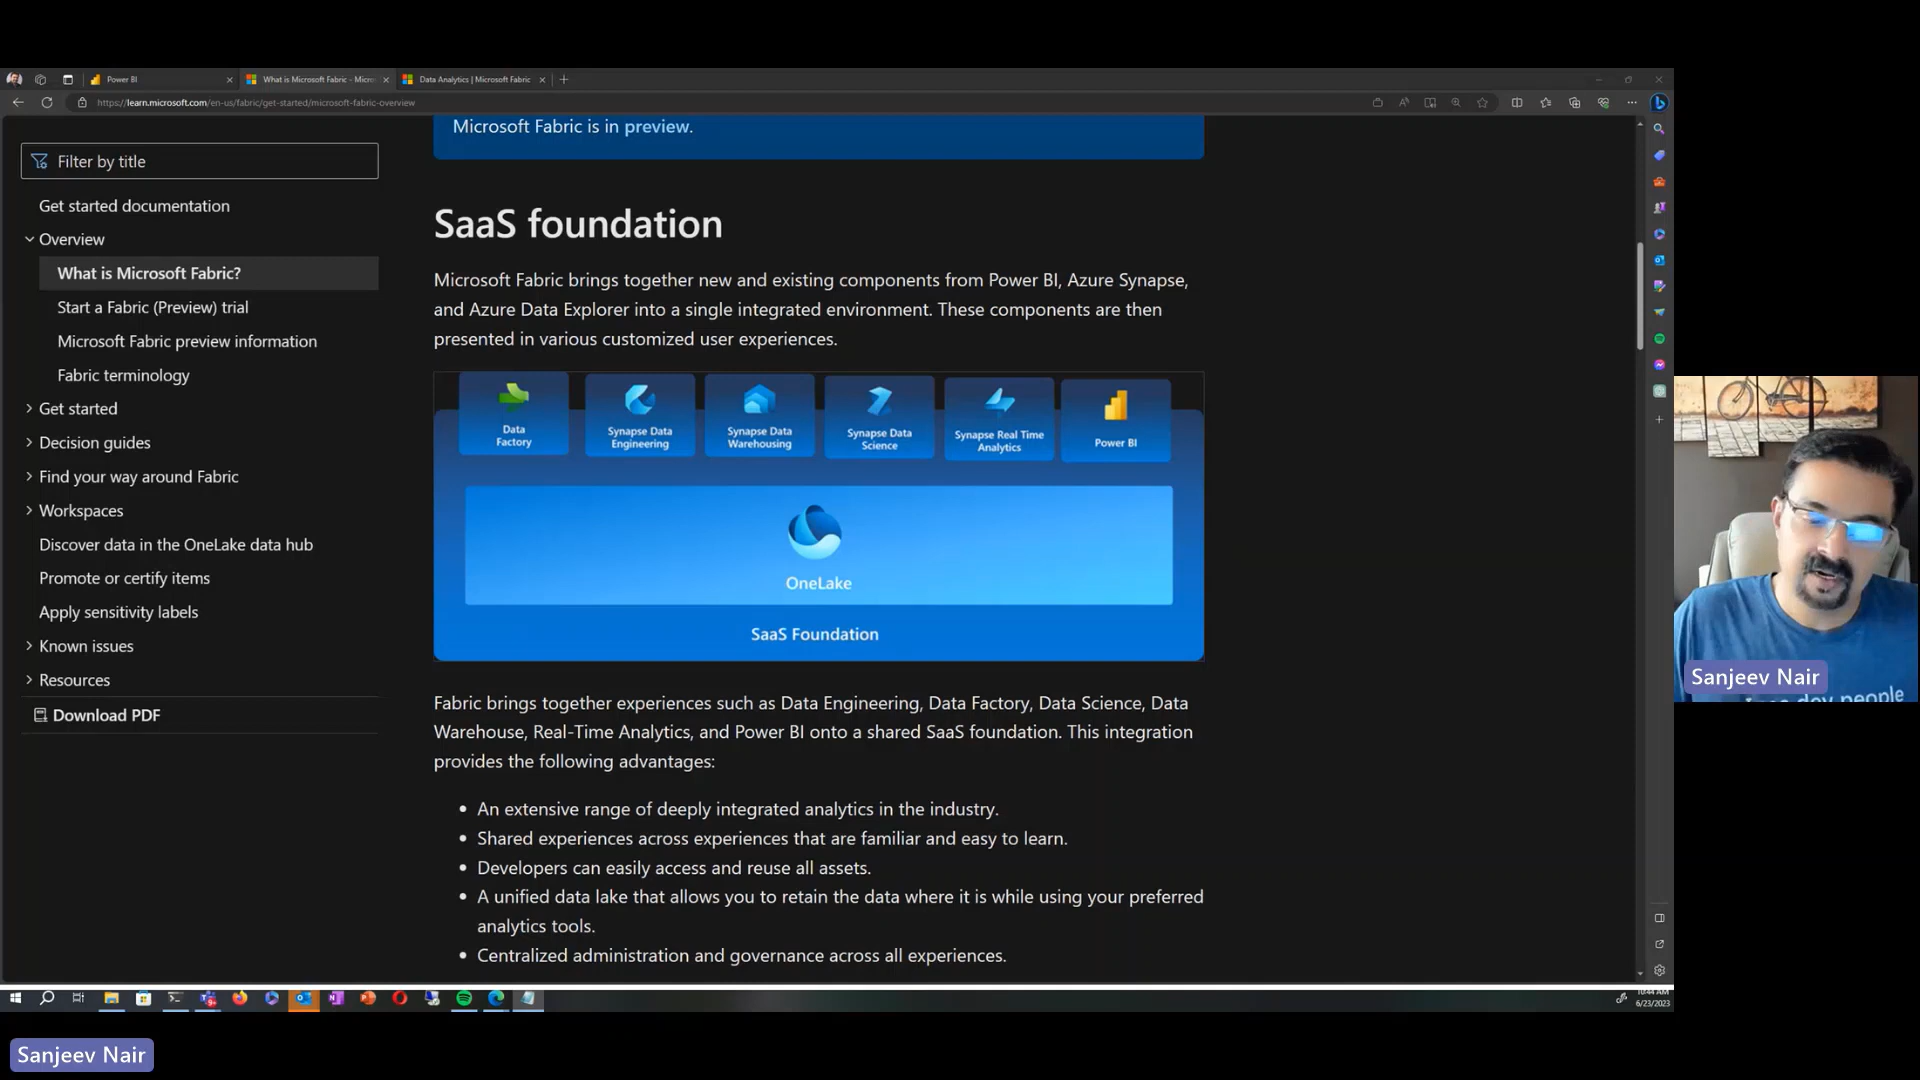 Power BI
What is Microsoft Fabric - Micros
Data Analytics | Microsoft Fabric
https://learn.microsoft.com/en-us/fabric/get-started/microsoft-fabric-overview
Microsoft Fabric is in preview.
Filter by title
Get started documentation
Overview
What is Microsoft Fabric?
Start a Fabric (Preview) trial
Microsoft Fabric preview information
Fabric terminology
Get started
Decision guides
Find your way around Fabric
Workspaces
Discover data in the OneLake data hub
Promote or certify items
Apply sensitivity labels
Known issues
Resources
Download PDF
SaaS foundation
Microsoft Fabric brings together new and existing components from Power BI, Azure Synapse,
and Azure Data Explorer into a single integrated environment. These components are then
presented in various customized user experiences.
Data
Factory
Synapse Data
Engineering
Synapse Data
Warehousing
Synapse Data
Science
Synapse Real Time
Analytics
Power BI
OneLake
SaaS Foundation
Fabric brings together experiences such as Data Engineering, Data Factory, Data Science, Data
Warehouse, Real-Time Analytics, and Power BI onto a shared SaaS foundation. This integration
provides the following advantages:
• An extensive range of deeply integrated analytics in the industry.
• Shared experiences across experiences that are familiar and easy to learn.
• Developers can easily access and reuse all assets.
• A unified data lake that allows you to retain the data where it is while using your preferred
analytics tools.
• Centralized administration and governance across all experiences.
10:44 AM
6/23/2023
Sanjeev Nair
people
Sanjeev Nair